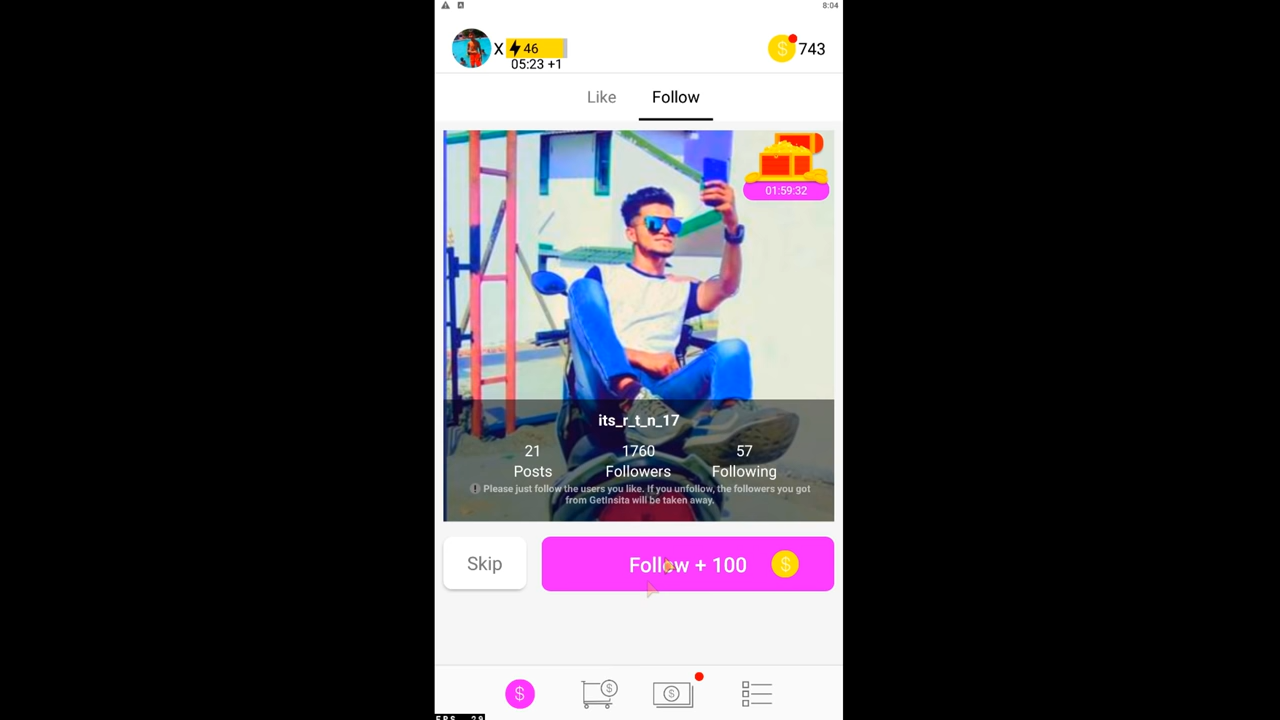 8:04
X 46
05:23 +1
743
Like Follow
01:59:32
its_r_t_n_17
21 1760 57
Posts Followers Following
Please just follow the users you like. If you unfollow, the followers you got
from GetInsita will be taken away.
Skip Follow + 100